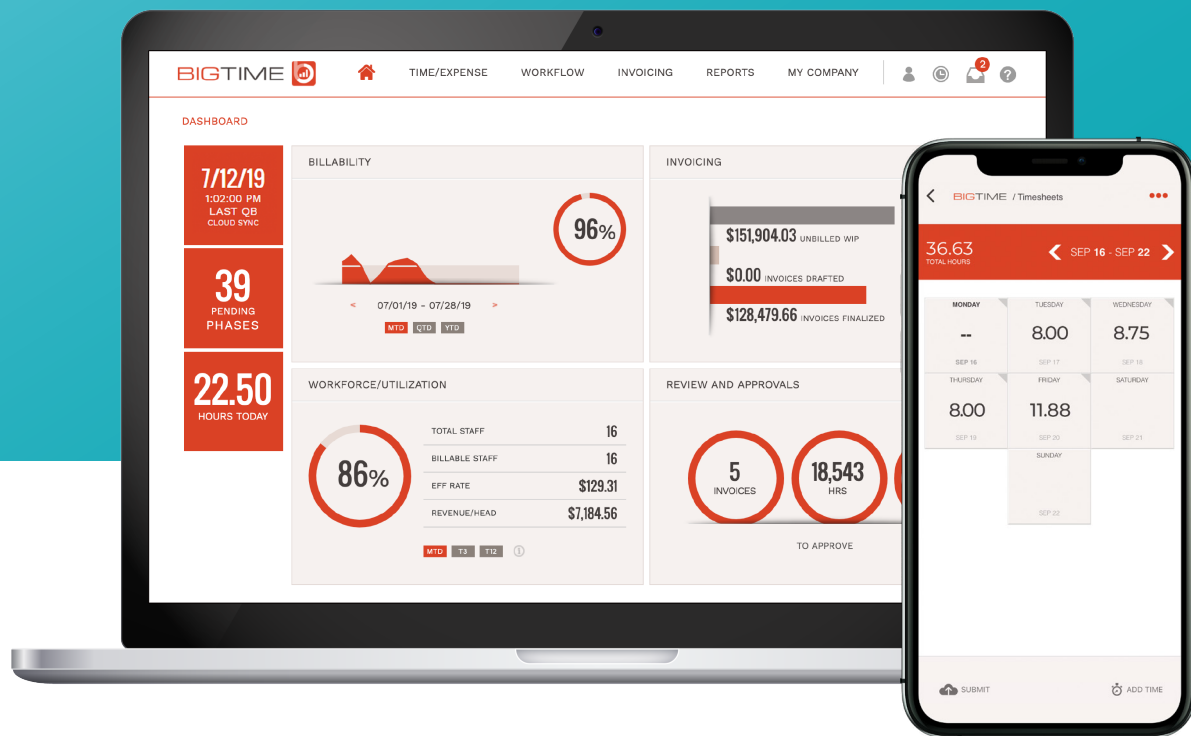 BIGTIME
TIME/EXPENSE
WORKFLOW
INVOICING
REPORTS
MY COMPANY
2
?
DASHBOARD
7/12/19
1:02:00 PM
LAST QB
CLOUD SYNC
39
PENDING
PHASES
22.50
HOURS TODAY
BILLABILITY
96%
< 07/01/19 - 07/28/19 >
MTD QTD YTD
INVOICING
$151,904.03 UNBILLED WIP
$0.00 INVOICES DRAFTED
$128,479.66 INVOICES FINALIZED
WORKFORCE/UTILIZATION
86%
TOTAL STAFF 16
BILLABLE STAFF 16
EFF RATE $129.31
REVENUE/HEAD $7,184.56
MTD T3 T12
REVIEW AND APPROVALS
5
INVOICES
18,543
HRS
TO APPROVE
BIGTIME / Timesheets
36.63
TOTAL HOURS
SEP 16 - SEP 22
MONDAY TUESDAY WEDNESDAY
-- 8.00 8.75
SEP 16 SEP 17 SEP 18
THURSDAY FRIDAY SATURDAY
8.00 11.88
SEP 19 SEP 20 SEP 21
SUNDAY
SEP 22
SUBMIT
ADD TIME